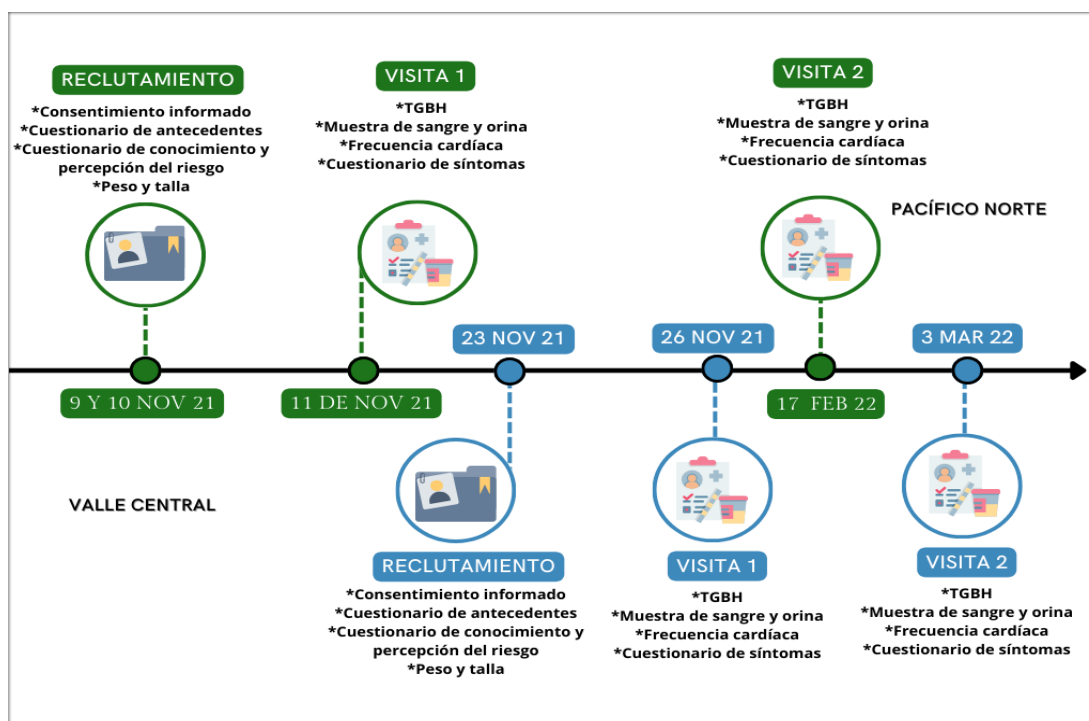 RECLUTAMIENTO
*Consentimiento informado
*Cuestionario de antecedentes
*Cuestionario de conocimiento y
percepción del riesgo
*Peso y talla
VISITA 1
*TGBH
*Muestra de sangre y orina
*Frecuencia cardíaca
*Cuestionario de síntomas
VISITA 2
*TGBH
*Muestra de sangre y orina
*Frecuencia cardíaca
*Cuestionario de síntomas
PACÍFICO NORTE
23 NOV 21
26 NOV 21
3 MAR 22
9 Y 10 NOV 21
11 DE NOV 21
17 FEB 22
VALLE CENTRAL
RECLUTAMIENTO
*Consentimiento informado
*Cuestionario de antecedentes
*Cuestionario de conocimiento y
percepción del riesgo
*Peso y talla
VISITA 1
*TGBH
*Muestra de sangre y orina
*Frecuencia cardíaca
*Cuestionario de síntomas
VISITA 2
*TGBH
*Muestra de sangre y orina
*Frecuencia cardíaca
*Cuestionario de síntomas